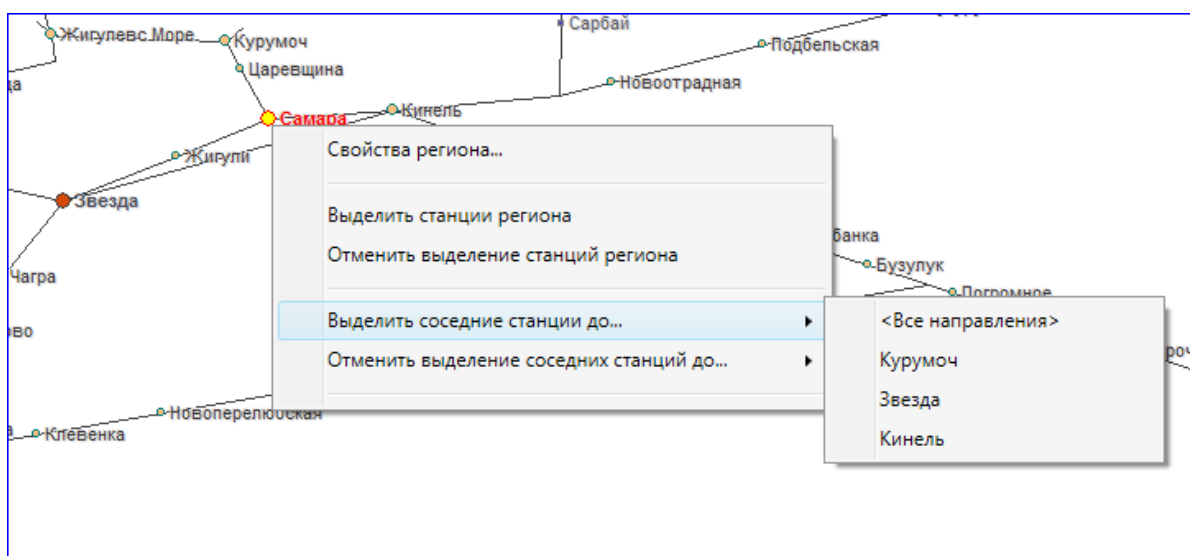 Сарбай
Жигулевс.Море
Курумоч
Подбельская
Царевщина
Новоотрадная
Кинель
Самара
Жигули
Свойства региона...
Звезда
Выделить станции региона
банка
Отменить выделение станций региона
Бузулук
Чагра
Погромное
Выделить соседние станции до...
<Все направления>
ово
Отменить выделение соседних станций до...
Курумоч
Звезда
Новоперелюбская
Клевенка
Кинель